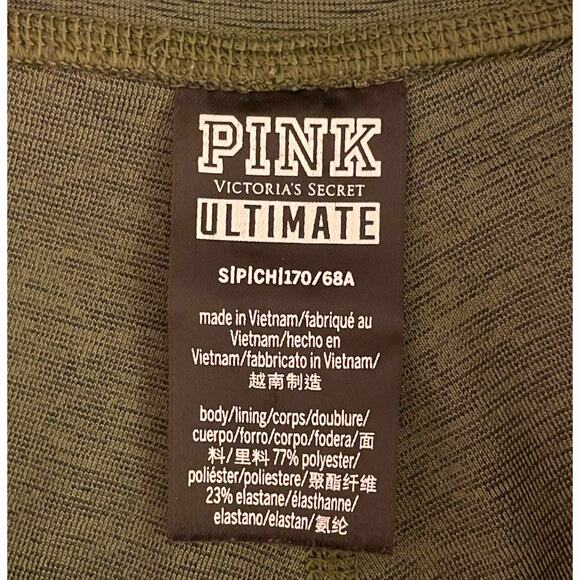 PINK
VICTORIA'S SECRET
ULTIMATE
S|P|CH|170/68A
made in Vietnam/fabriqué au
Vietnam/hecho en
Vietnam/fabbricato in Vietnam/
越南制造
body/lining/corps/doublure/
cuerpo/forro/corpo/fodera/面
料/里料 77% polyester/
poliéster/poliestere/聚酯纤维
23% elastane/élasthanne/
elastano/elastan/氨纶